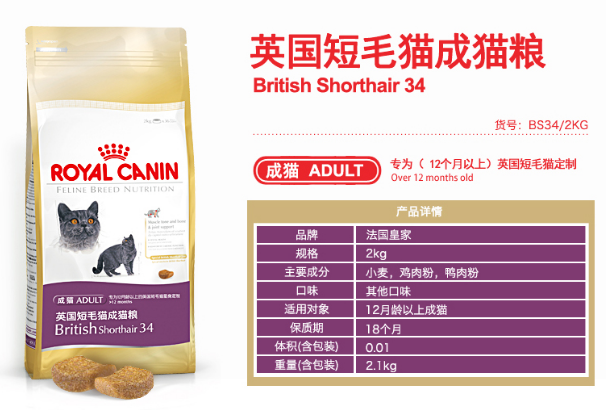 ROYAL CANIN
FELINE BREED NUTRITION
成猫 ADULT
英国短毛猫成猫粮
British Shorthair 34
英国短毛猫成猫粮
British Shorthair 34
货号：BS34/2KG
成猫 ADULT
专为（ 12个月以上）英国短毛猫定制
Over 12 months old
产品详情
品牌 法国皇家
规格 2kg
主要成分 小麦，鸡肉粉，鸭肉粉
口味 其他口味
适用对象 12月龄以上成猫
保质期 18个月
体积(含包装) 0.01
重量(含包装) 2.1kg